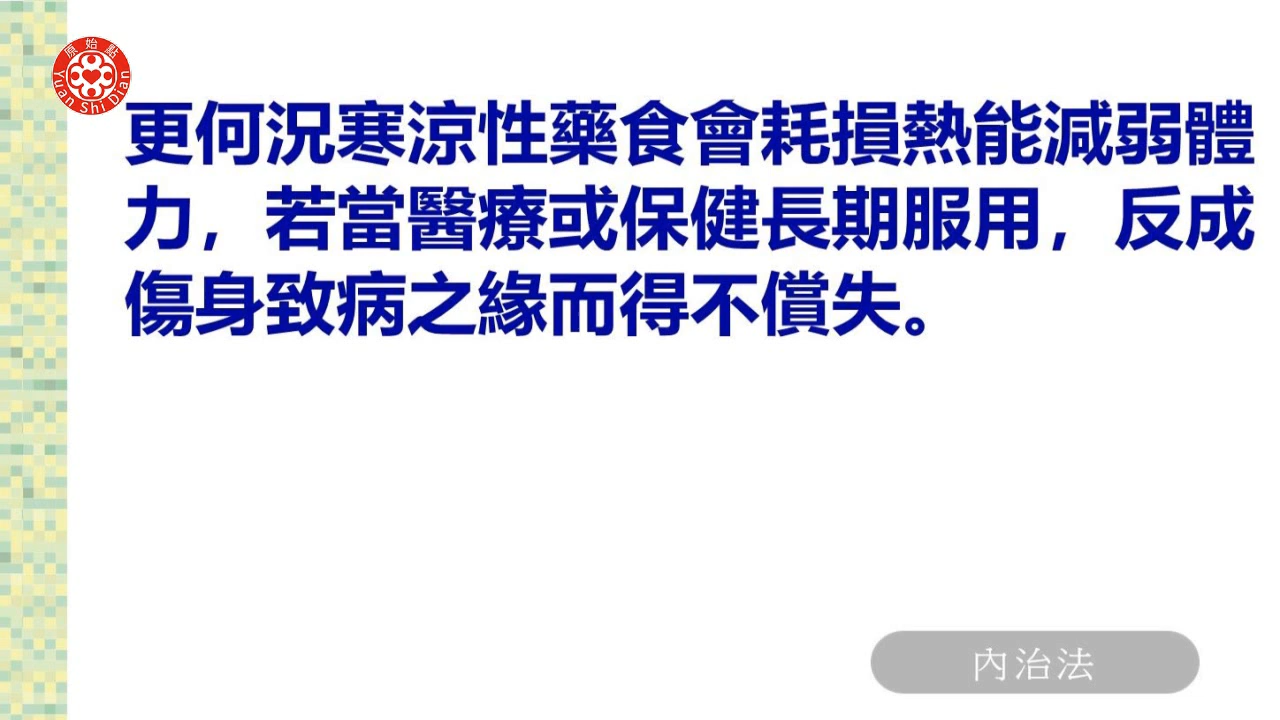 原始點
Yuan Shi Dian
更何況寒涼性藥食會耗損熱能減弱體
力，若當醫療或保健長期服用，反成
傷身致病之緣而得不償失。
內治法